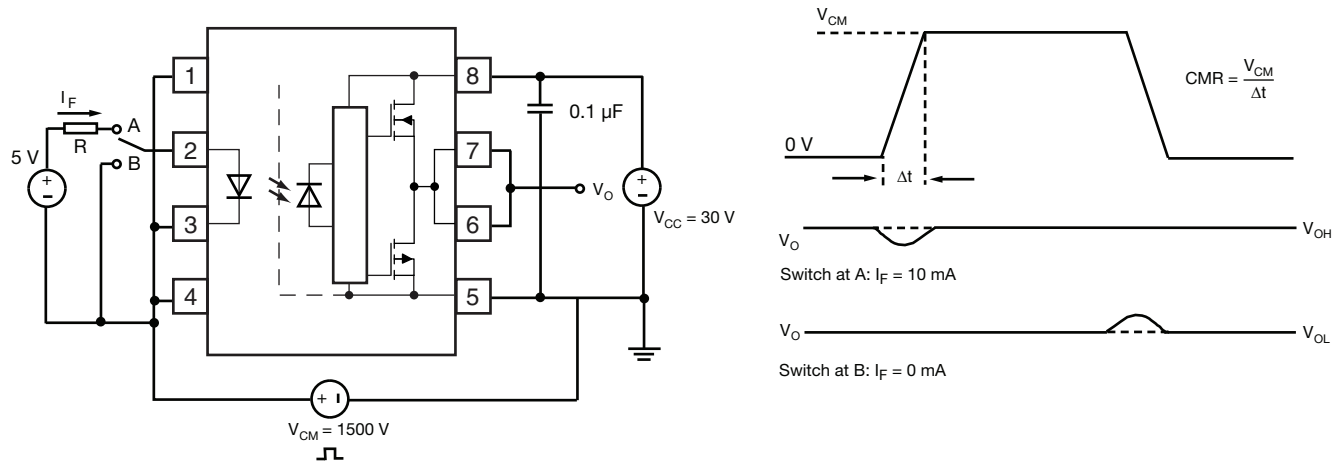 1
8
I_F
A
R
B
5 V
+
-
2
7
0.1 µF
V_O
+
-
V_CC = 30 V
3
6
4
5
+ -
V_CM = 1500 V
V_CM
CMR = V_CM / Δt
0 V
Δt
V_O
V_OH
Switch at A: I_F = 10 mA
V_O
V_OL
Switch at B: I_F = 0 mA